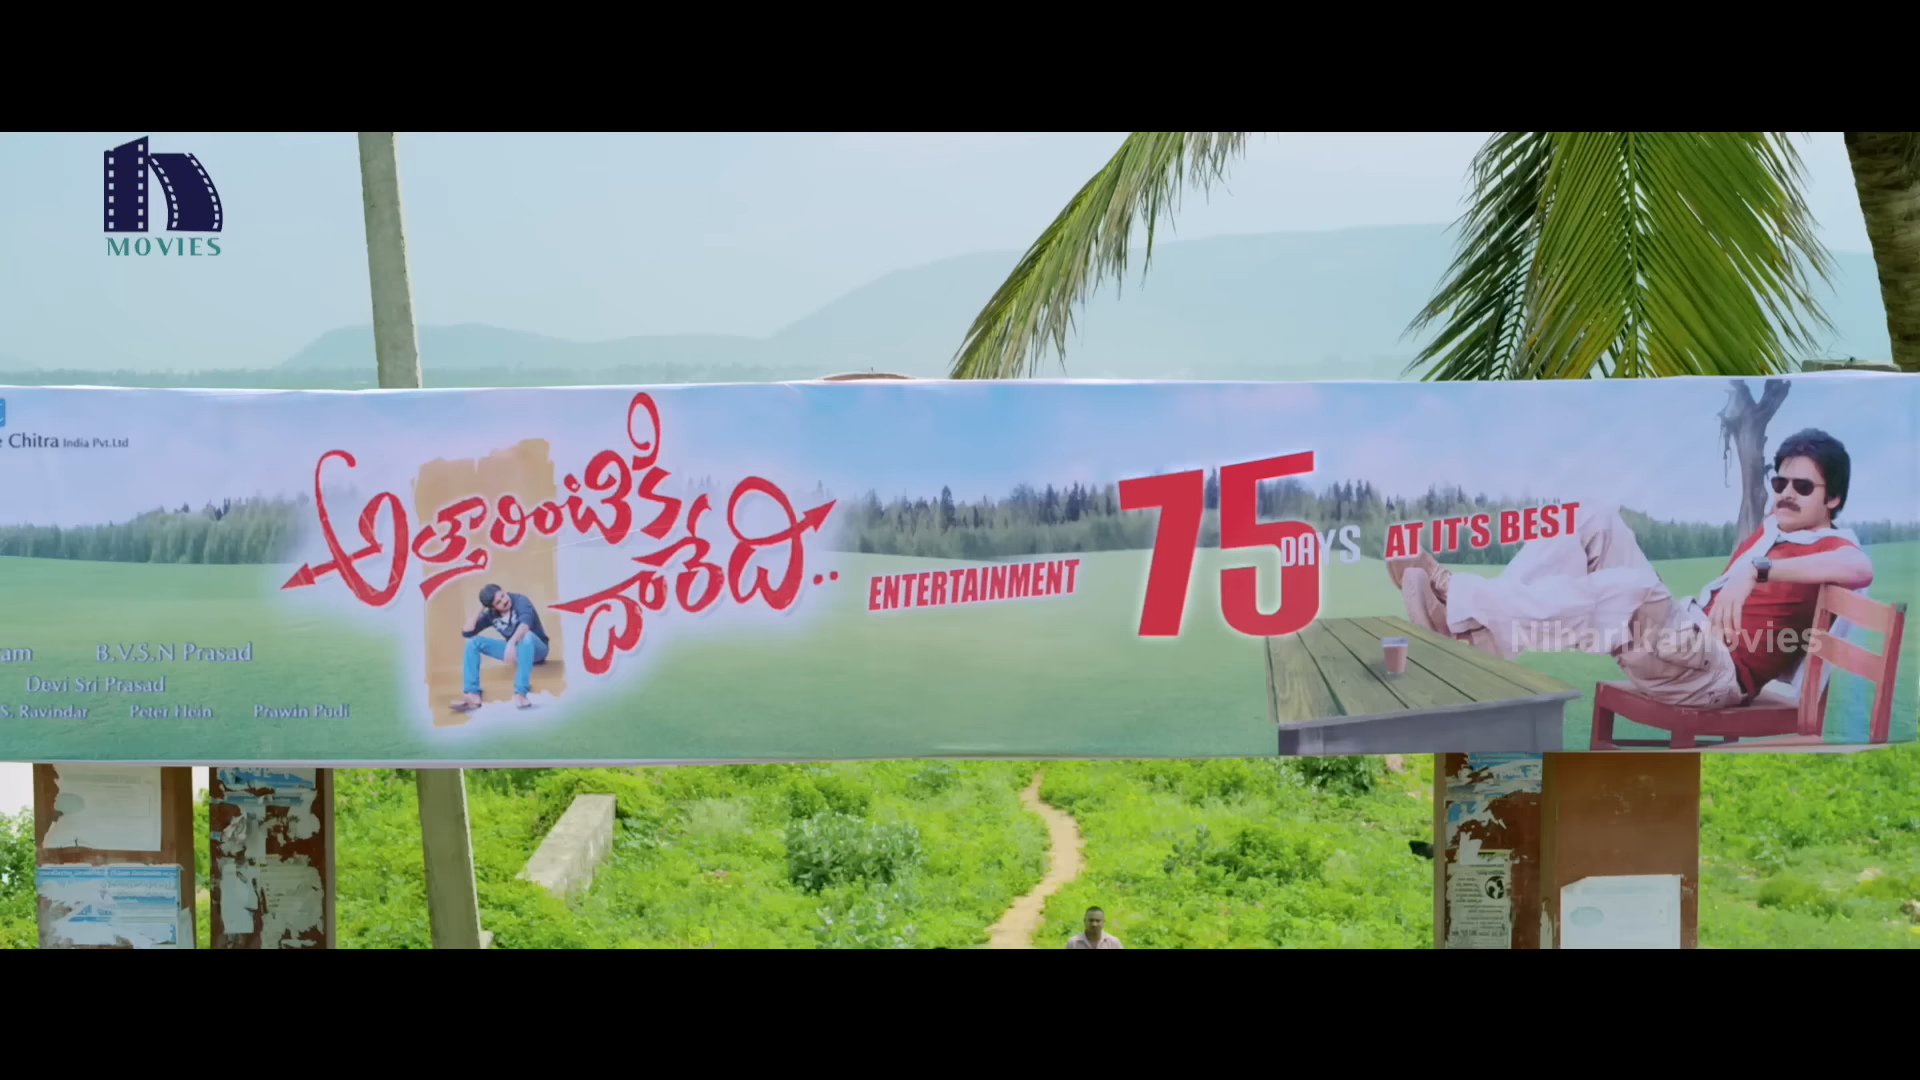 MOVIES
Chitra India Pvt.Ltd
అత్తారింటికి
దారేది..
ENTERTAINMENT 75 DAYS AT IT'S BEST
B.V.S.N Prasad
Devi Sri Prasad
S. Ravindar Peter Hein Prawin Pudi
NiharikaMovies